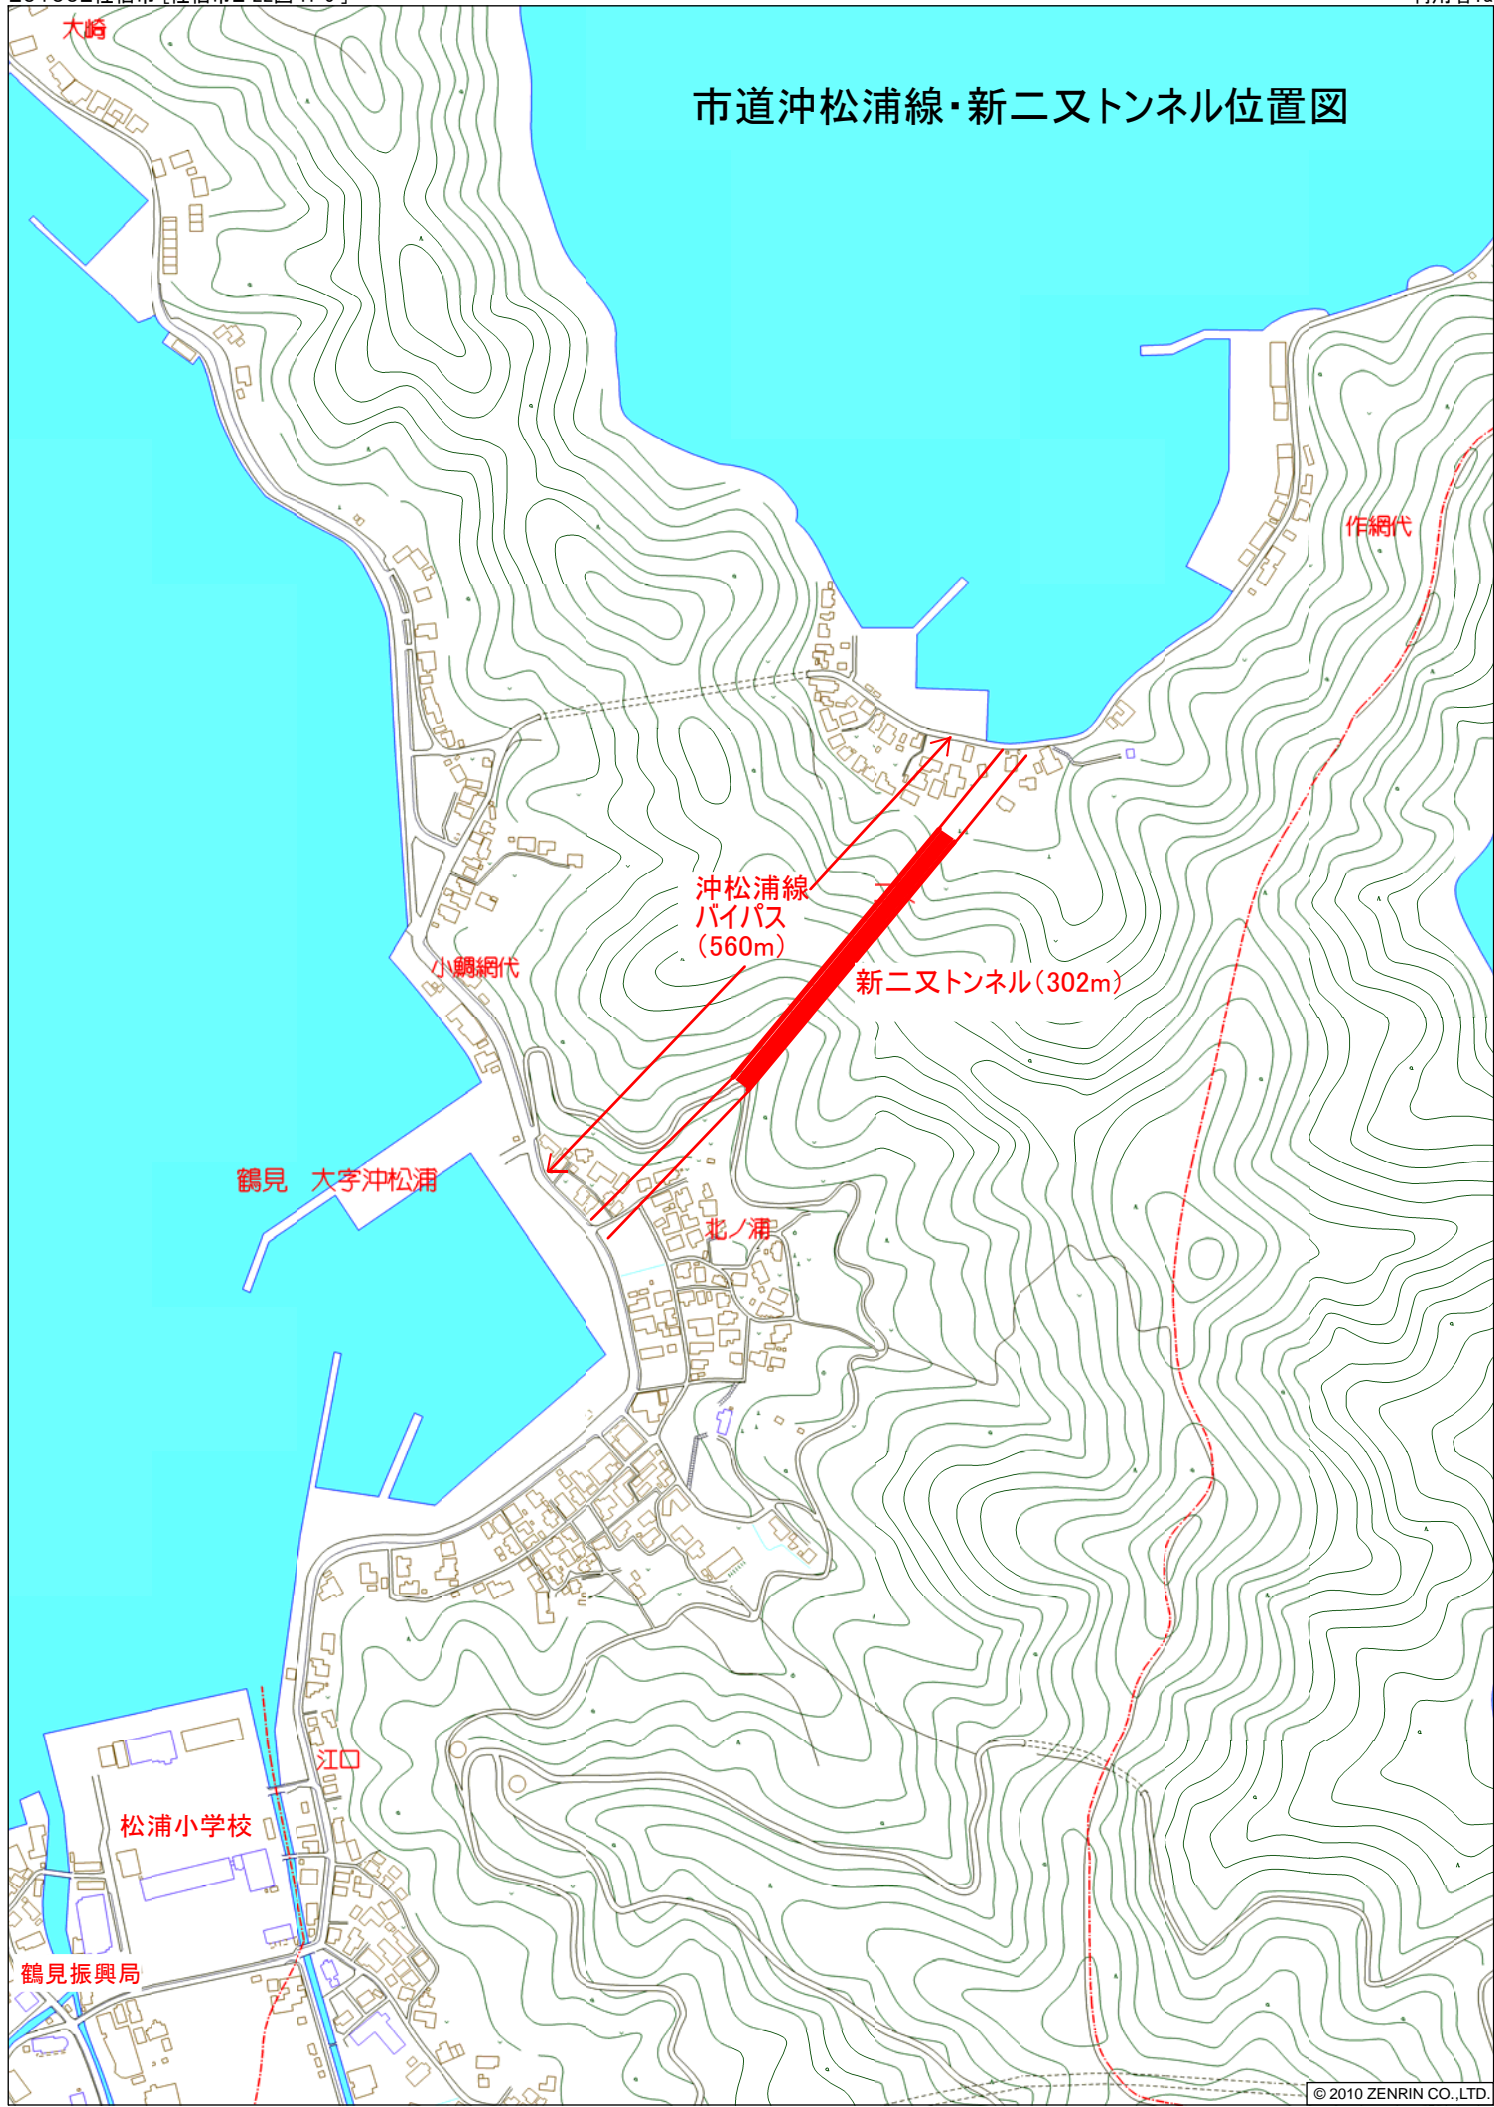 大崎
市道沖松浦線・新二又トンネル位置図
作網代
沖松浦線
バイパス
(560m)
小鯛網代
新二又トンネル(302m)
鶴見 大字沖松浦
北ノ浦
江口
松浦小学校
鶴見振興局
© 2010 ZENRIN CO.,LTD.